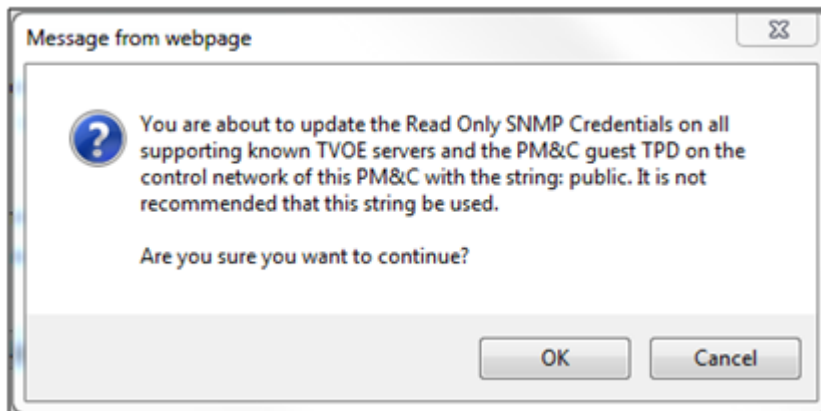 Message from webpage
You are about to update the Read Only SNMP Credentials on all
supporting known TVOE servers and the PM&C guest TPD on the
control network of this PM&C with the string: public. It is not
recommended that this string be used.
Are you sure you want to continue?
OK
Cancel